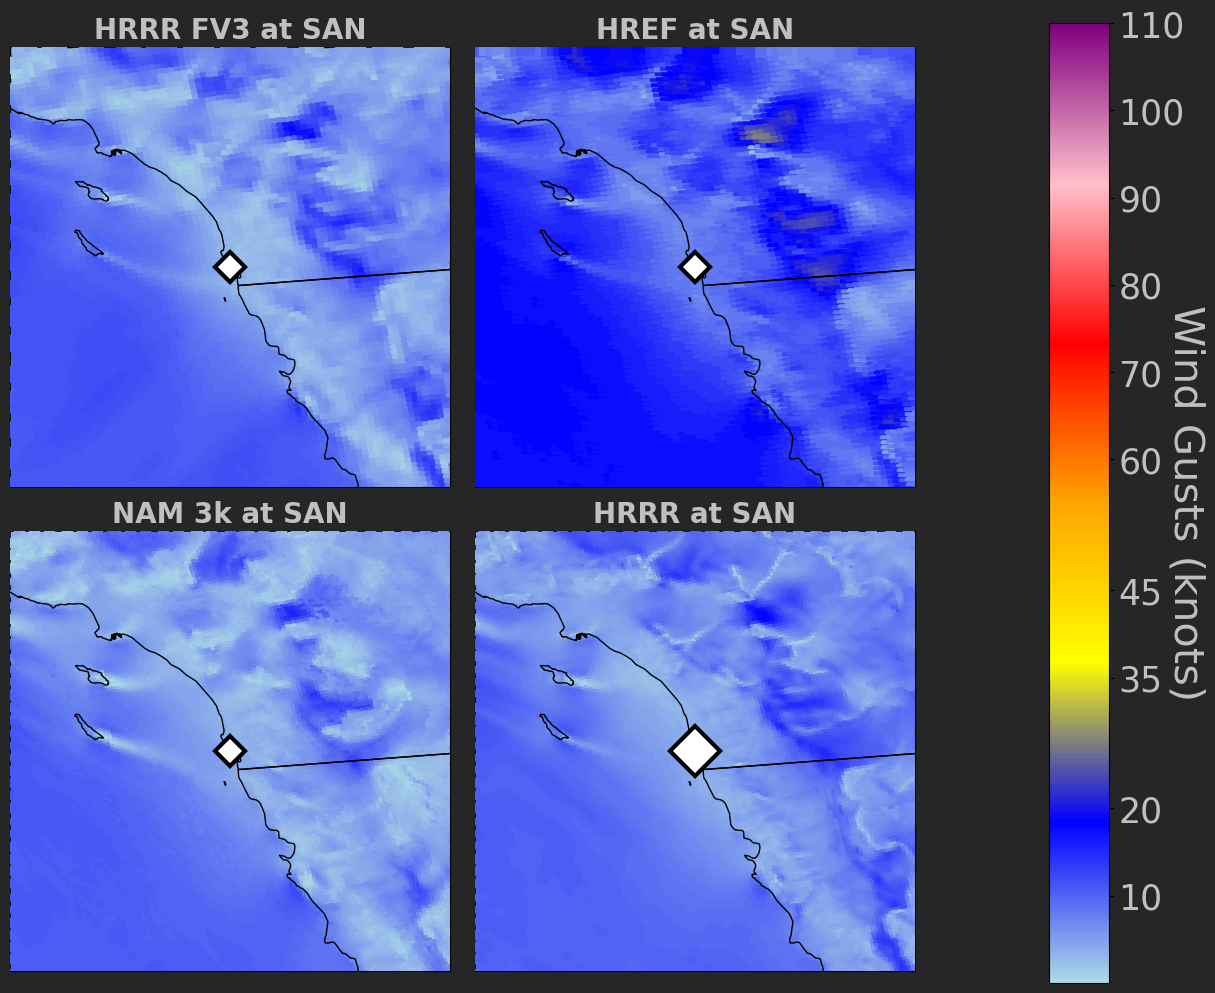 HRRR FV3 at SAN
HREF at SAN
NAM 3k at SAN
HRRR at SAN
110
100
90
80
70
60
45
35
20
10
Wind Gusts (knots)